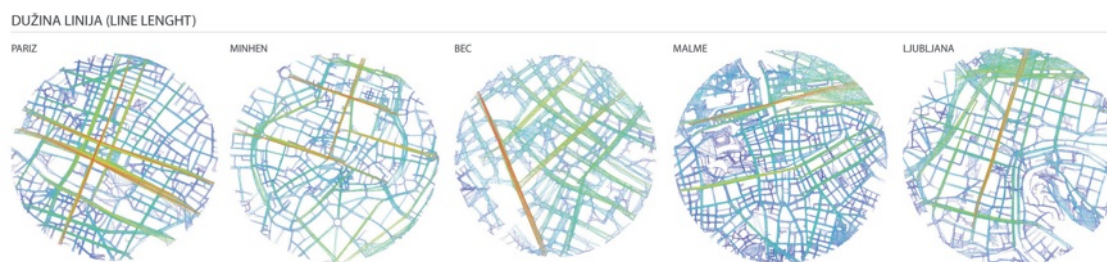 DUŽINA LINIJA (LINE LENGHT)
PARIZ
MINHEN
BEC
MALME
LJUBLJANA